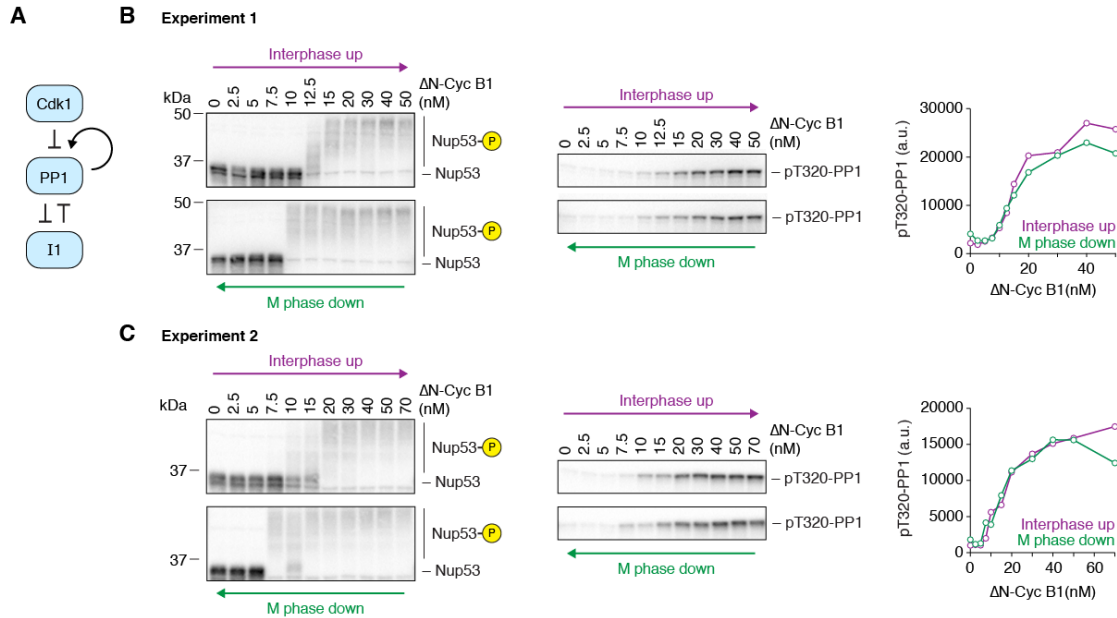 A
Cdk1
PP1
I1
B Experiment 1
Interphase up
kDa
0 2.5 5 7.5 10 12.5 15 20 30 40 50
ΔN-Cyc B1
(nM)
50
37
Nup53-P
Nup53
50
37
Nup53-P
Nup53
M phase down
Interphase up
0 2.5 5 7.5 10 12.5 15 20 30 40 50
ΔN-Cyc B1
(nM)
pT320-PP1
pT320-PP1
M phase down
pT320-PP1 (a.u.)
30000
20000
10000
0
Interphase up
M phase down
0 20 40
ΔN-Cyc B1(nM)
C Experiment 2
Interphase up
kDa
0 2.5 5 7.5 10 15 20 30 40 50 70
ΔN-Cyc B1
(nM)
37
Nup53-P
Nup53
37
Nup53-P
Nup53
M phase down
Interphase up
0 2.5 5 7.5 10 15 20 30 40 50 70
ΔN-Cyc B1
(nM)
pT320-PP1
pT320-PP1
M phase down
pT320-PP1 (a.u.)
20000
15000
10000
5000
0
Interphase up
M phase down
0 20 40 60
ΔN-Cyc B1(nM)